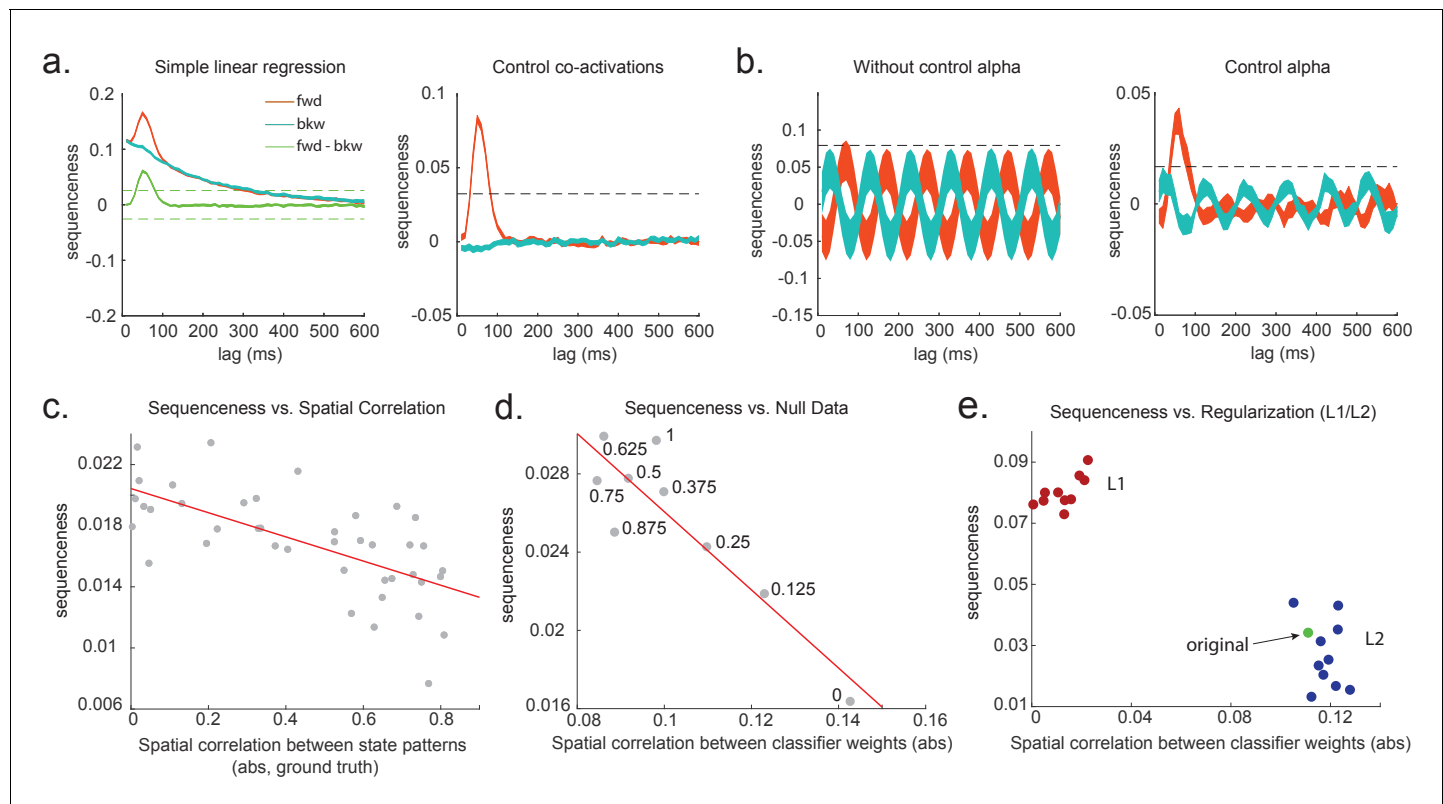 a.
Simple linear regression
fwd
bkw
fwd - bkw
sequenceness
0.2
0.1
0
-0.1
-0.2
0 100 200 300 400 500 600
lag (ms)
Control co-activations
sequenceness
0.1
0.05
0
-0.05
0 100 200 300 400 500 600
lag (ms)
b.
Without control alpha
sequenceness
0.1
0.05
0
-0.05
-0.1
-0.15
0 100 200 300 400 500 600
lag (ms)
Control alpha
sequenceness
0.05
0
-0.05
0 100 200 300 400 500 600
lag (ms)
c.
Sequenceness vs. Spatial Correlation
sequenceness
0.022
0.018
0.014
0.01
0.006
0 0.2 0.4 0.6 0.8
Spatial correlation between state patterns
(abs, ground truth)
d.
Sequenceness vs. Null Data
sequenceness
0.028
0.024
0.02
0.016
0.625
1
0.5
0.75
0.375
0.875
0.25
0.125
0
0.08 0.1 0.12 0.14 0.16
Spatial correlation between classifier weights (abs)
e.
Sequenceness vs. Regularization (L1/L2)
sequenceness
0.09
0.07
0.05
0.03
0.01
L1
original
L2
0 0.04 0.08 0.12
Spatial correlation between classifier weights (abs)